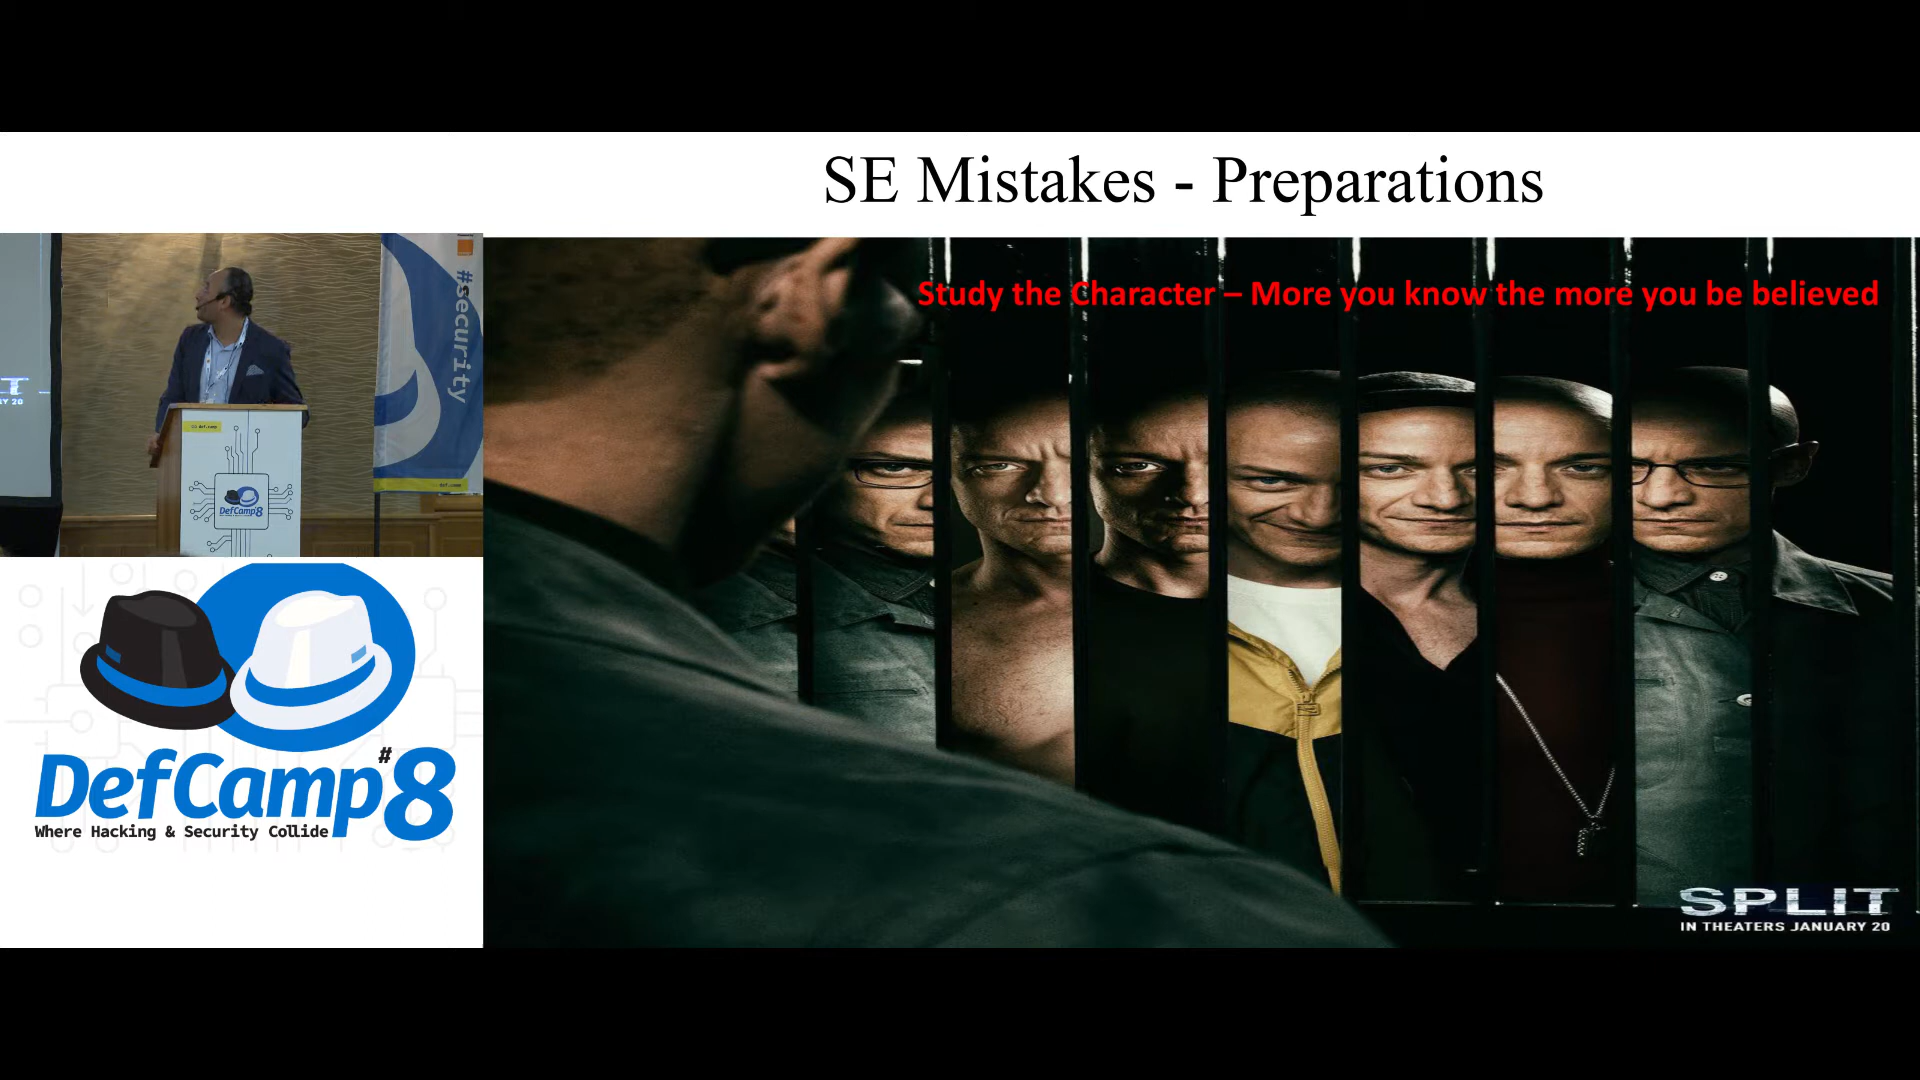 SE Mistakes - Preparations
Study the Character – More you know the more you be believed
#security
DefCamp8
DefCamp#8
Where Hacking & Security Collide
SPLIT
IN THEATERS JANUARY 20